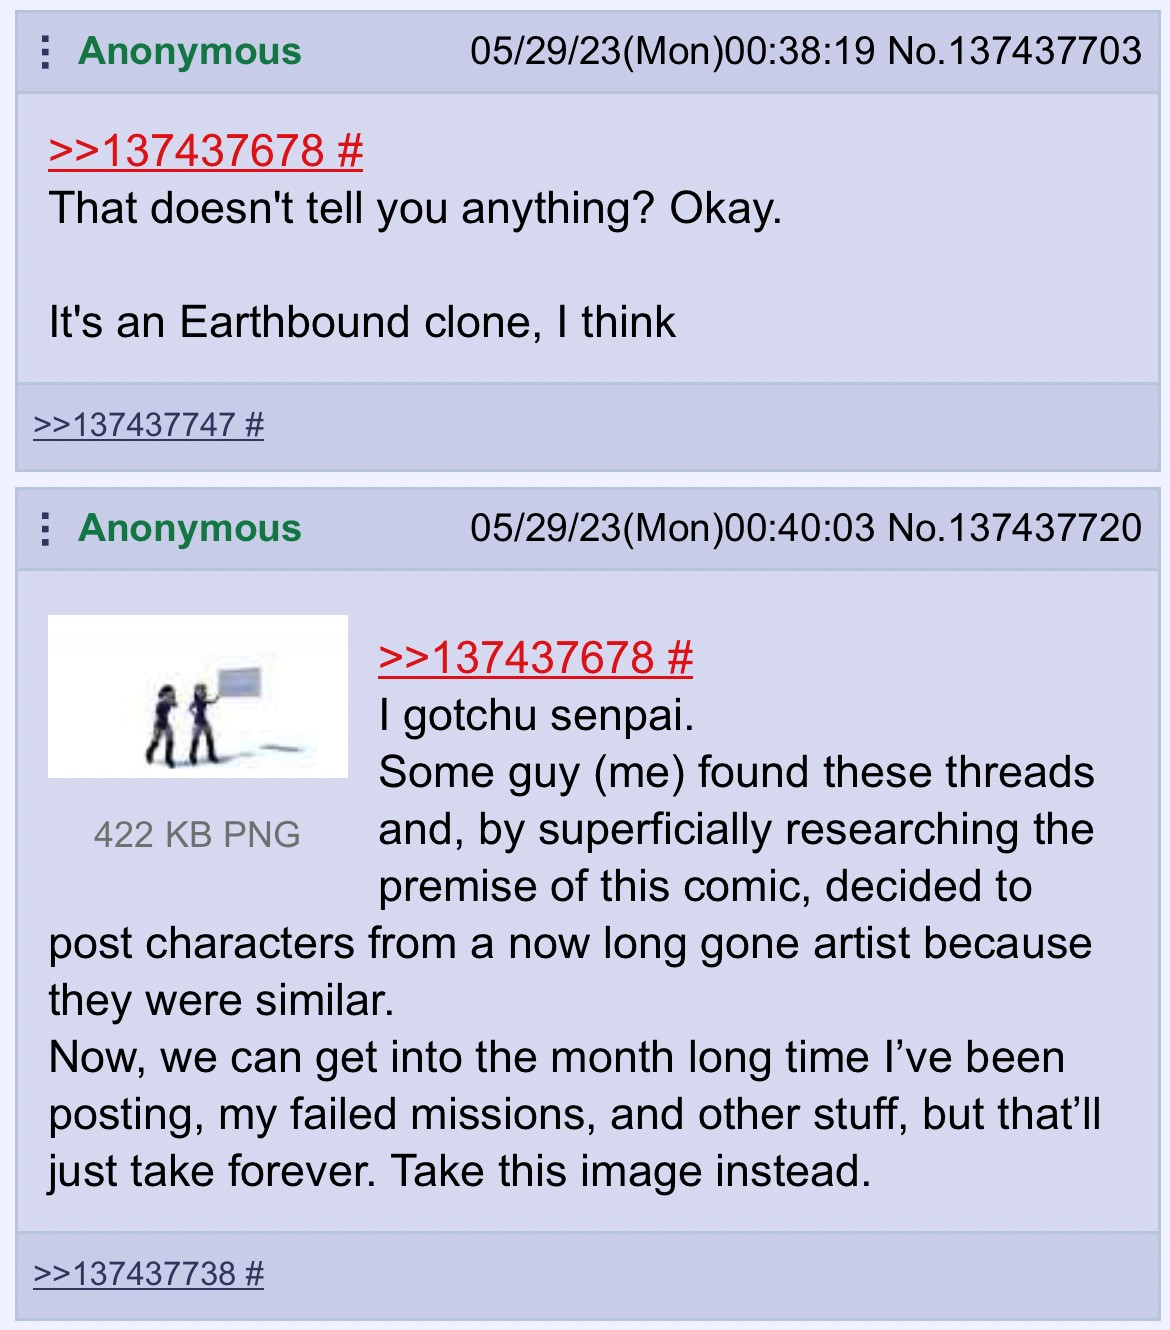 Anonymous 05/29/23(Mon)00:38:19 No.137437703
>>137437678 #
That doesn't tell you anything? Okay.
It's an Earthbound clone, I think
>>137437747 #
Anonymous 05/29/23(Mon)00:40:03 No.137437720
>>137437678 #
I gotchu senpai.
Some guy (me) found these threads
and, by superficially researching the
premise of this comic, decided to
422 KB PNG
post characters from a now long gone artist because
they were similar.
Now, we can get into the month long time I’ve been
posting, my failed missions, and other stuff, but that’ll
just take forever. Take this image instead.
>>137437738 #